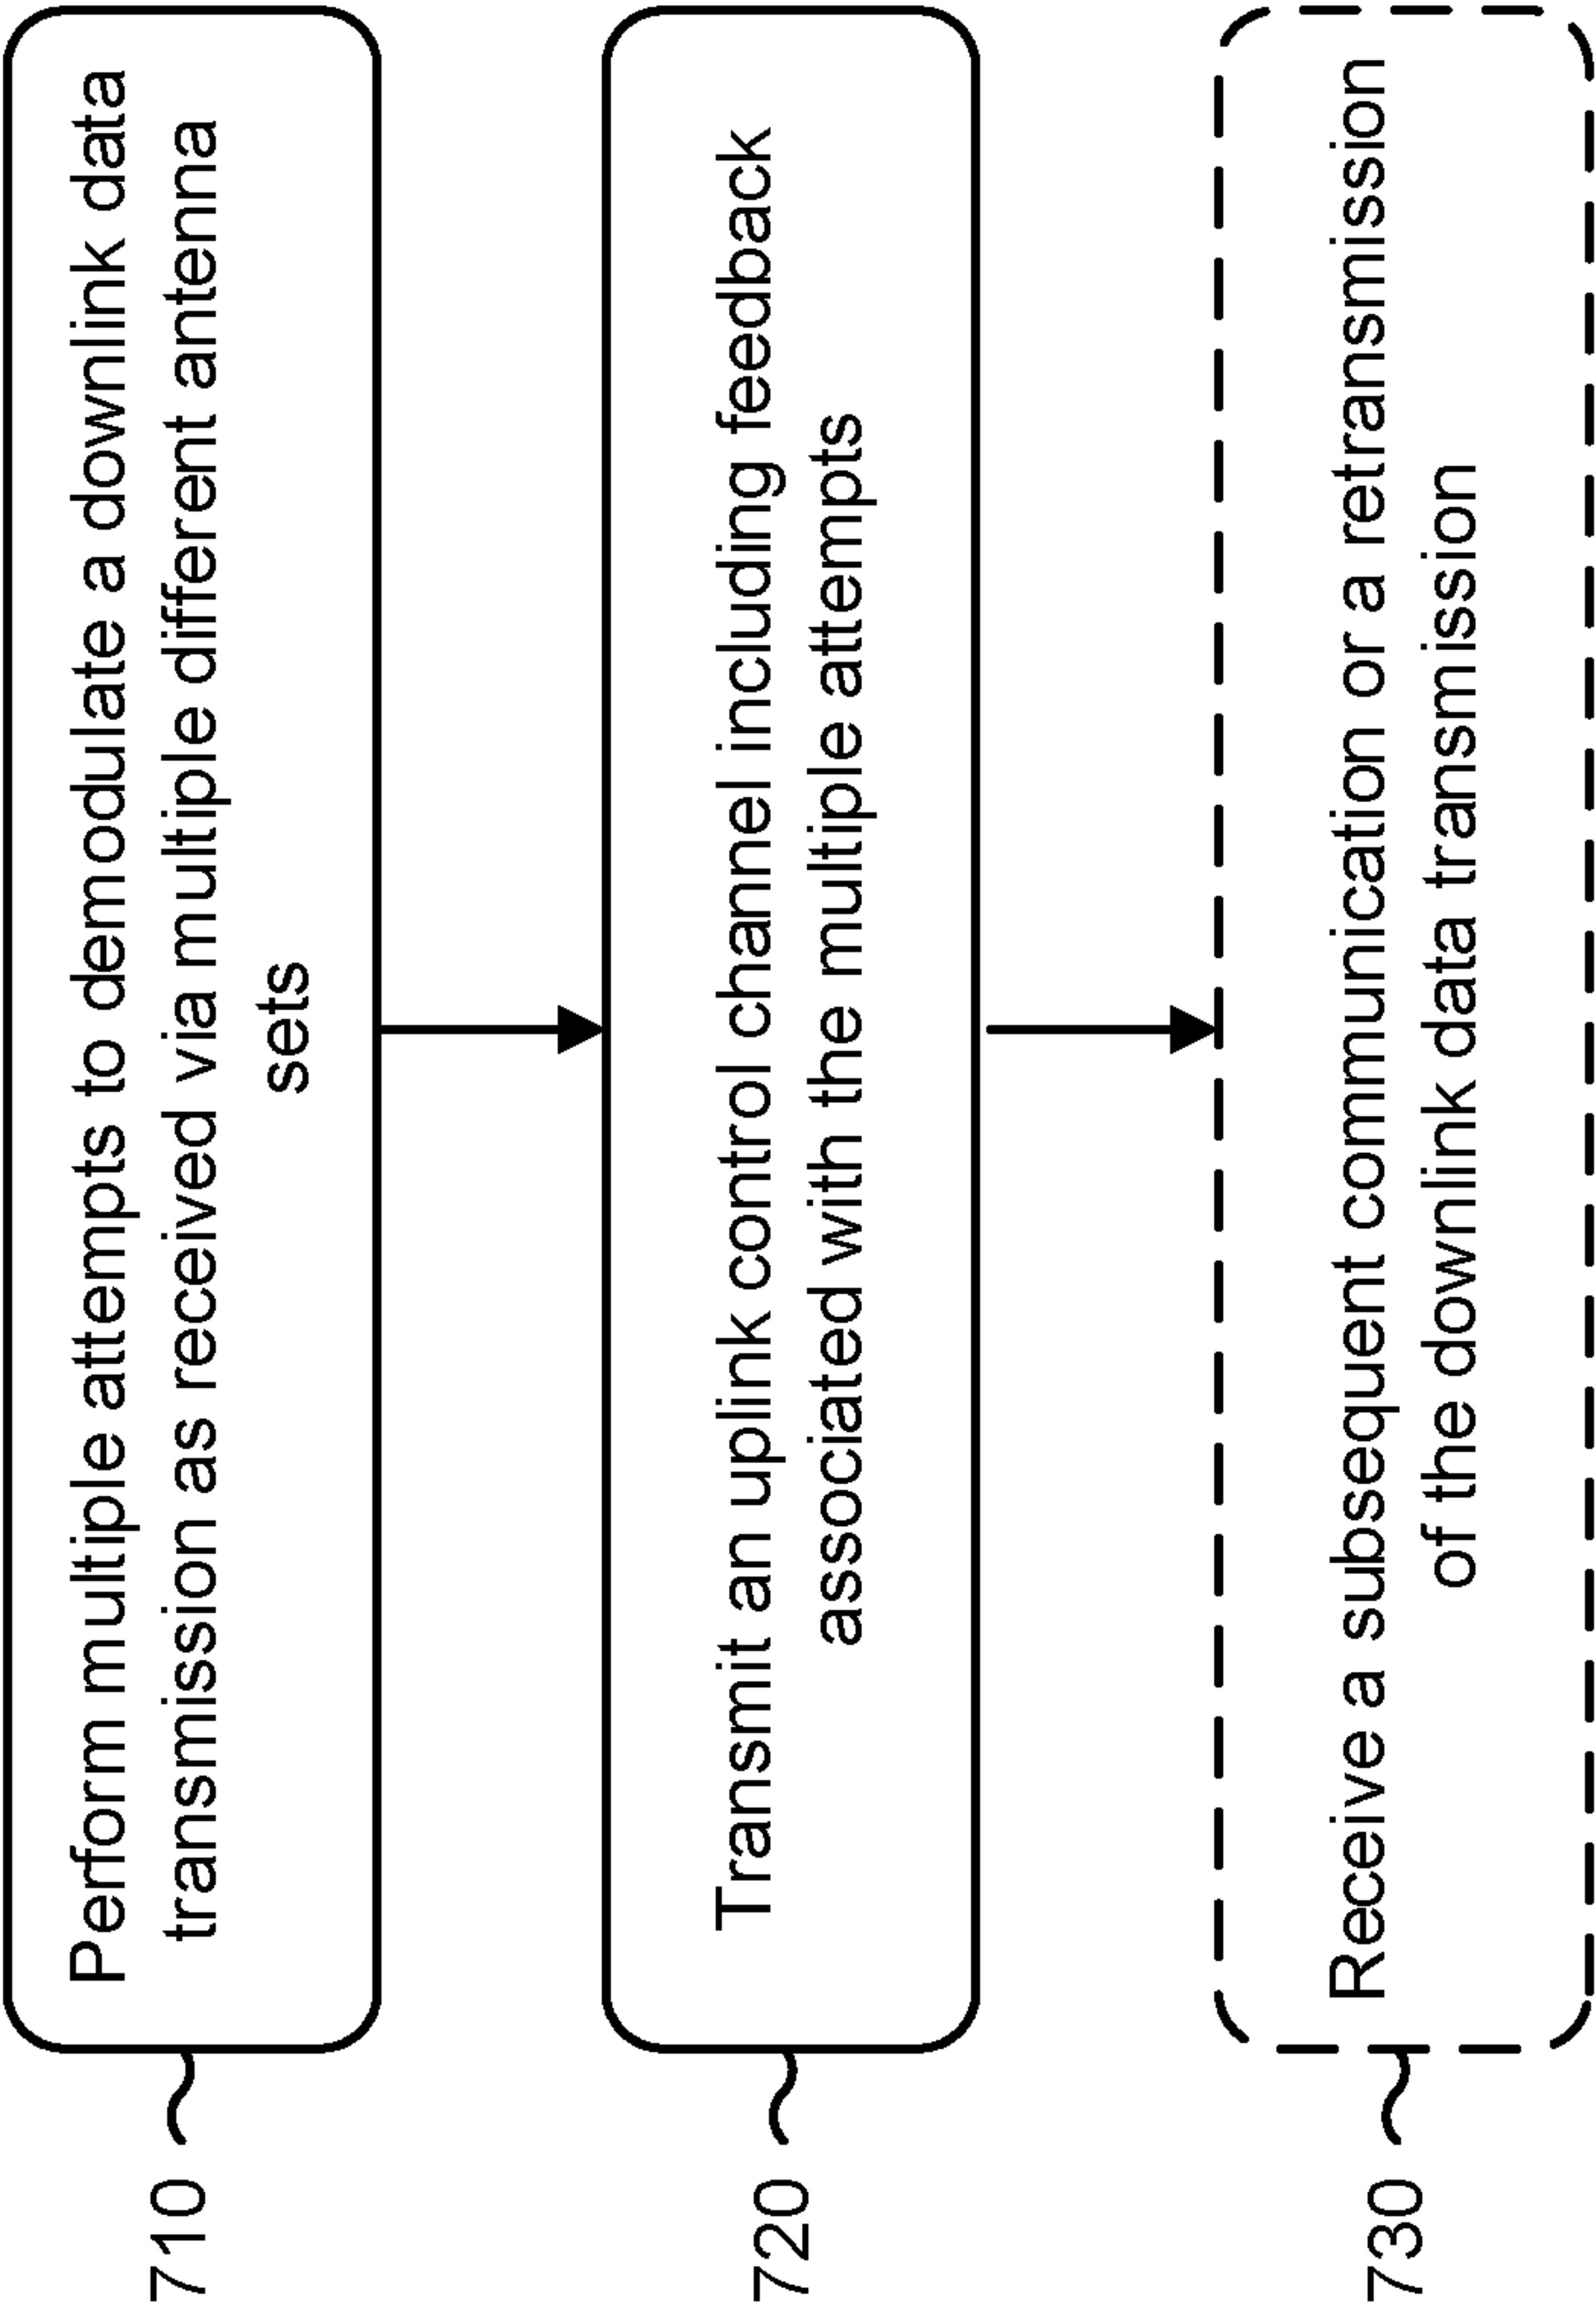 710
Perform multiple attempts to demodulate a downlink data
transmission as received via multiple different antenna
sets
720
Transmit an uplink control channel including feedback
associated with the multiple attempts
730
Receive a subsequent communication or a retransmission
of the downlink data transmission